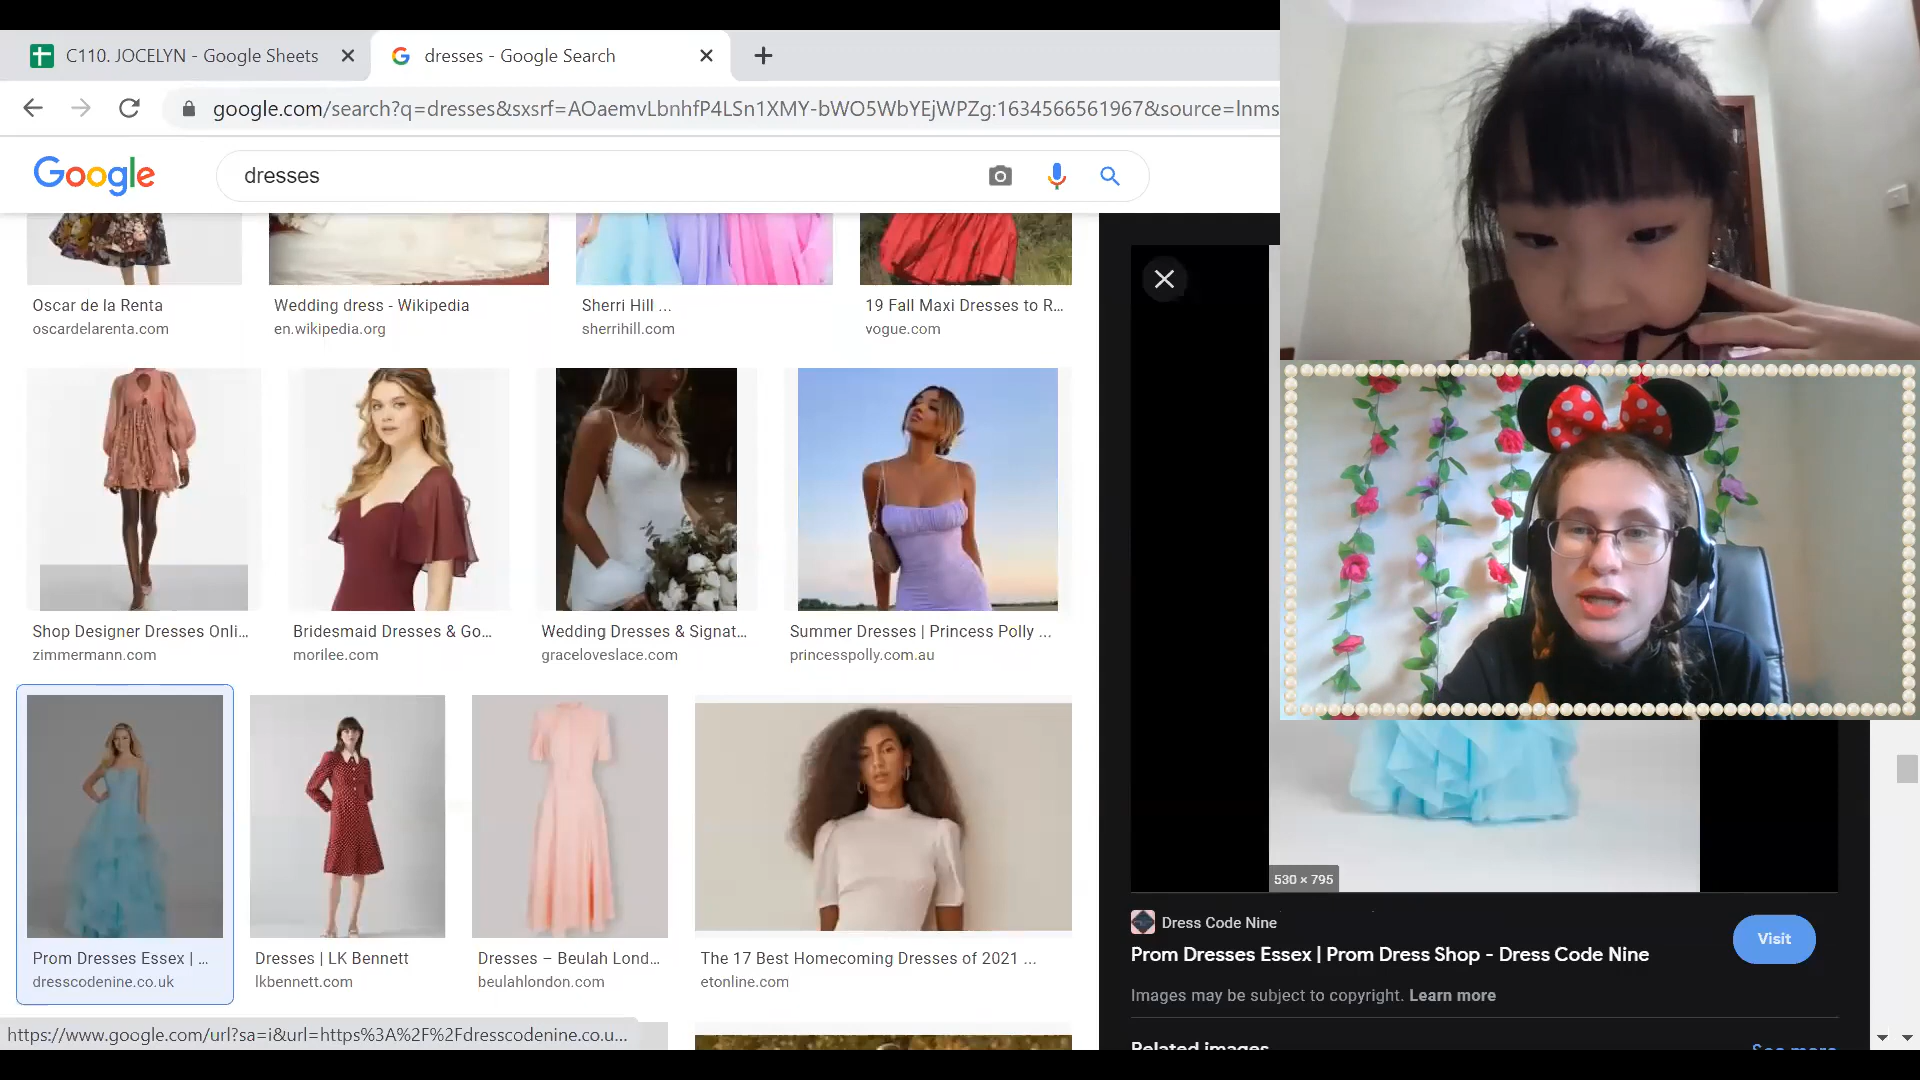 C110. JOCELYN - Google Sheets
dresses - Google Search
google.com/search?q=dresses&sxsrf=AOaemvLbnhfP4LSn1XMY-bWO5WbYEjWPZg:1634566561967&source=lnms
Google
dresses
Oscar de la Renta
oscardelarenta.com
Wedding dress - Wikipedia
en.wikipedia.org
Sherri Hill ...
sherrihill.com
19 Fall Maxi Dresses to R...
vogue.com
Shop Designer Dresses Onli...
zimmermann.com
Bridesmaid Dresses & Go...
morilee.com
Wedding Dresses & Signat...
graceloveslace.com
Summer Dresses | Princess Polly ...
princesspolly.com.au
Prom Dresses Essex | ...
dresscodenine.co.uk
Dresses | LK Bennett
lkbennett.com
Dresses – Beulah Lond...
beulahlondon.com
The 17 Best Homecoming Dresses of 2021 ...
etonline.com
530 × 795
Dress Code Nine
Prom Dresses Essex | Prom Dress Shop - Dress Code Nine
Visit
Images may be subject to copyright. Learn more
Related images
See more
https://www.google.com/url?sa=i&url=https%3A%2F%2Fdresscodenine.co.u...